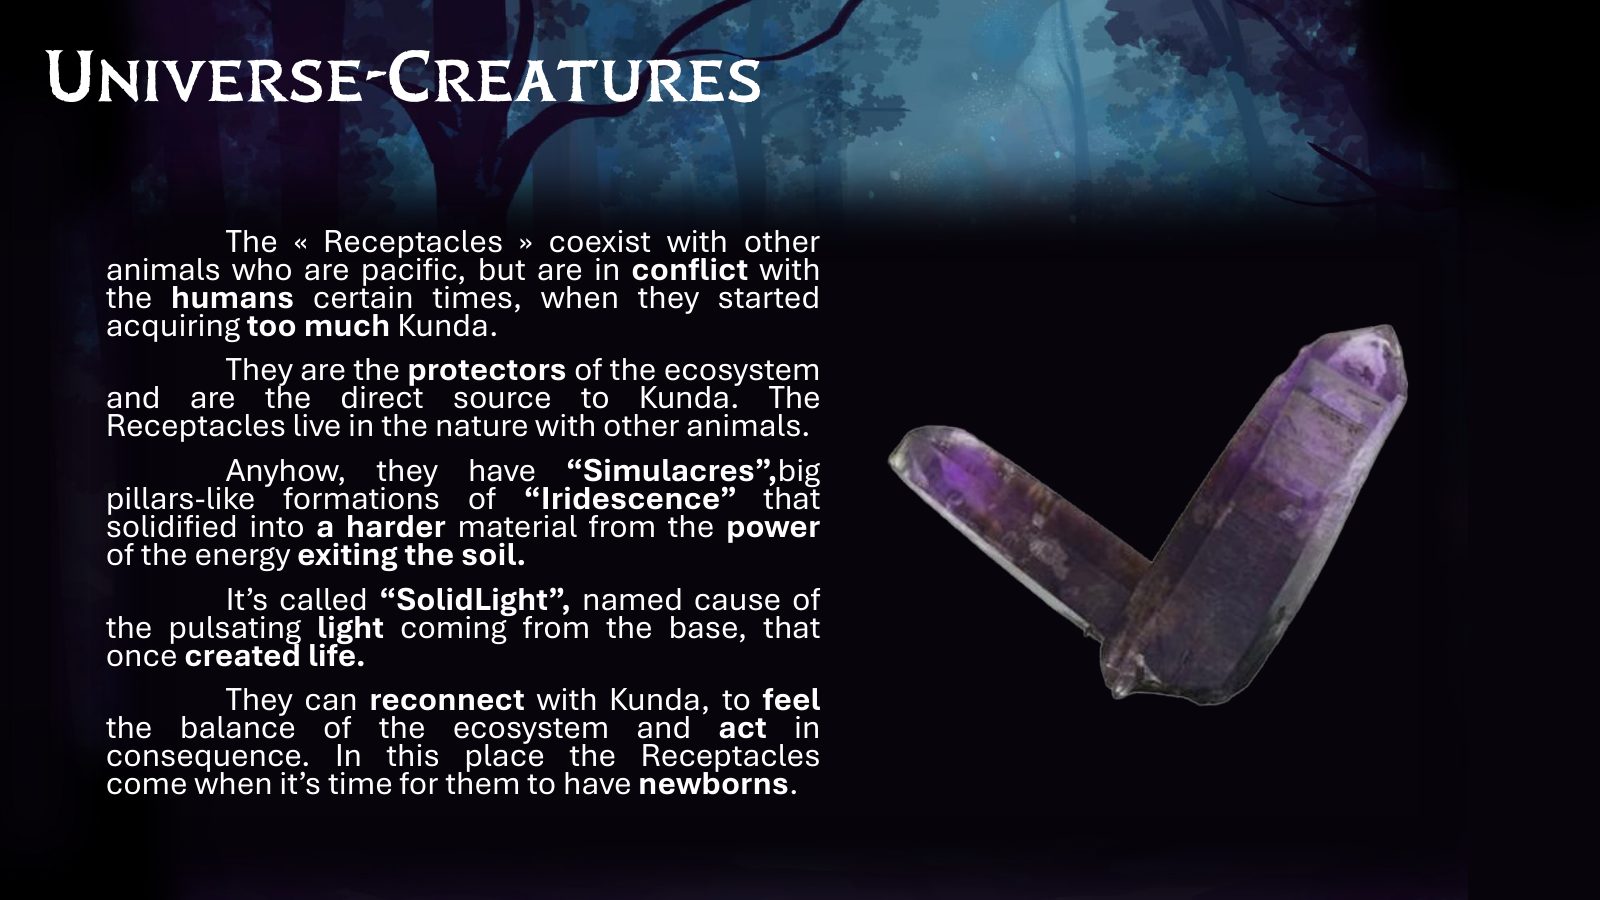 UNIVERSE-CREATURES
The « Receptacles » coexist with other
animals who are pacific, but are in conflict with
the humans certain times, when they started
acquiring too much Kunda.
They are the protectors of the ecosystem
and are the direct source to Kunda. The
Receptacles live in the nature with other animals.
Anyhow, they have “Simulacres”,big
pillars-like formations of “Iridescence” that
solidified into a harder material from the power
of the energy exiting the soil.
It’s called “SolidLight”, named cause of
the pulsating light coming from the base, that
once created life.
They can reconnect with Kunda, to feel
the balance of the ecosystem and act in
consequence. In this place the Receptacles
come when it’s time for them to have newborns.